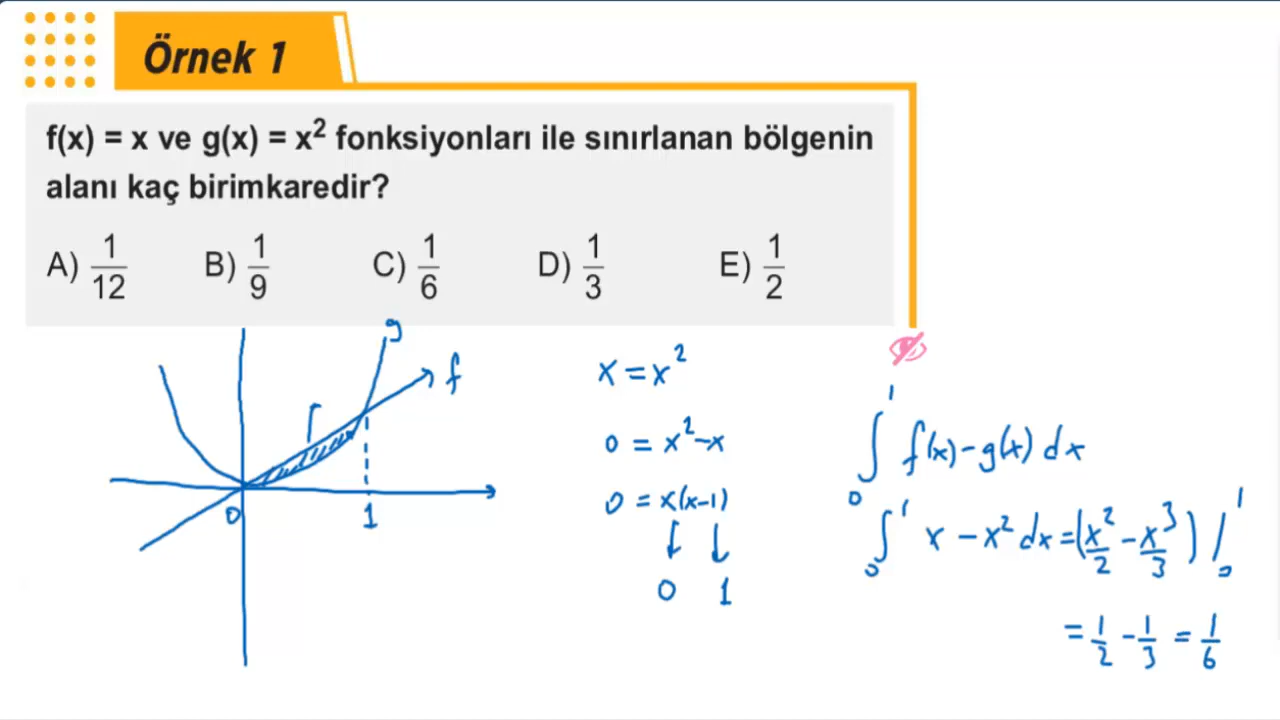 Örnek 1
f(x) = x ve g(x) = x² fonksiyonları ile sınırlanan bölgenin
alanı kaç birimkaredir?
A) 1/12 B) 1/9 C) 1/6 D) 1/3 E) 1/2
g
f
0
1
x = x²
0 = x² - x
0 = x(x-1)
0 1
∫₀¹ f(x) - g(x) dx
∫₀¹ x - x² dx = (x²/2 - x³/3) |₀¹
= 1/2 - 1/3 = 1/6